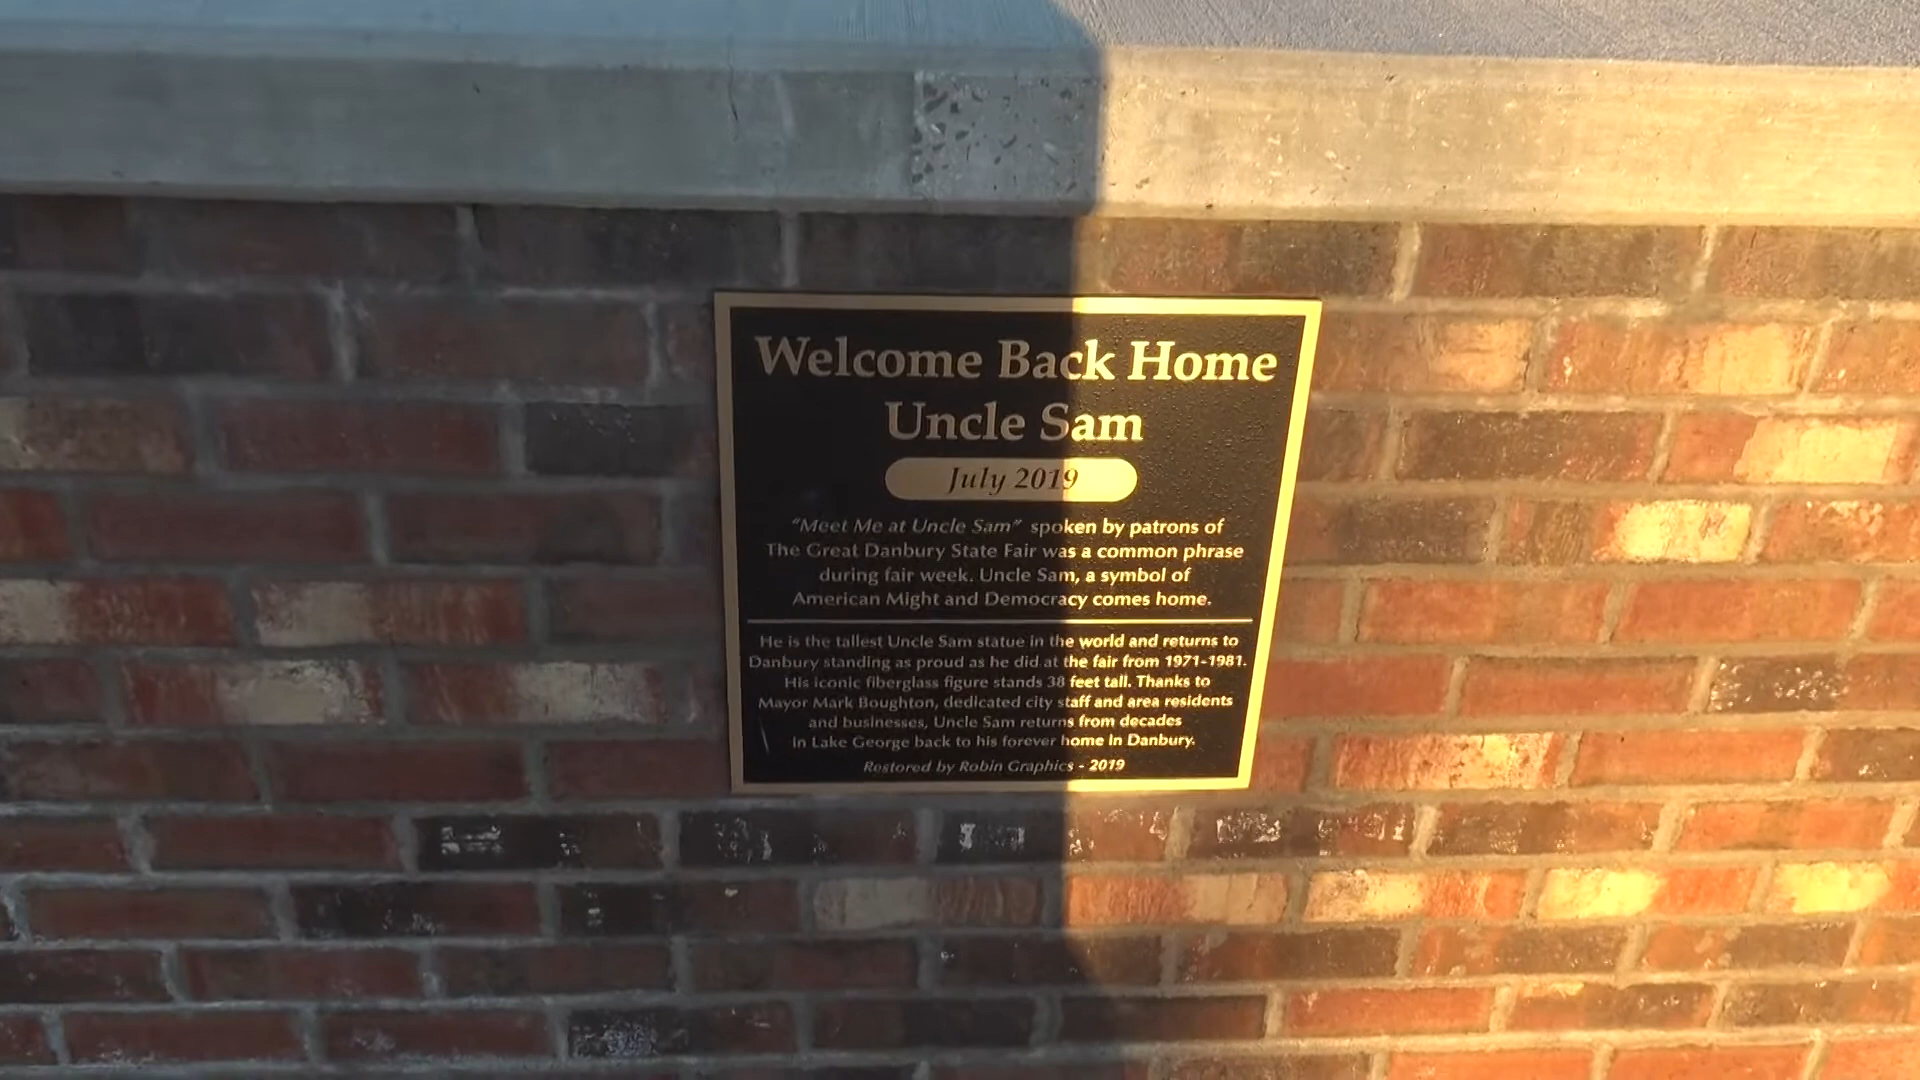 Welcome Back Home
Uncle Sam
July 2019
"Meet Me at Uncle Sam" spoken by patrons of
The Great Danbury State Fair was a common phrase
during fair week. Uncle Sam, a symbol of
American Might and Democracy comes home.
He is the tallest Uncle Sam statue in the world and returns to
Danbury standing as proud as he did at the fair from 1971-1981.
His iconic fiberglass figure stands 38 feet tall. Thanks to
Mayor Mark Boughton, dedicated city staff and area residents
and businesses, Uncle Sam returns from decades
in Lake George back to his forever home in Danbury.
Restored by Robin Graphics - 2019